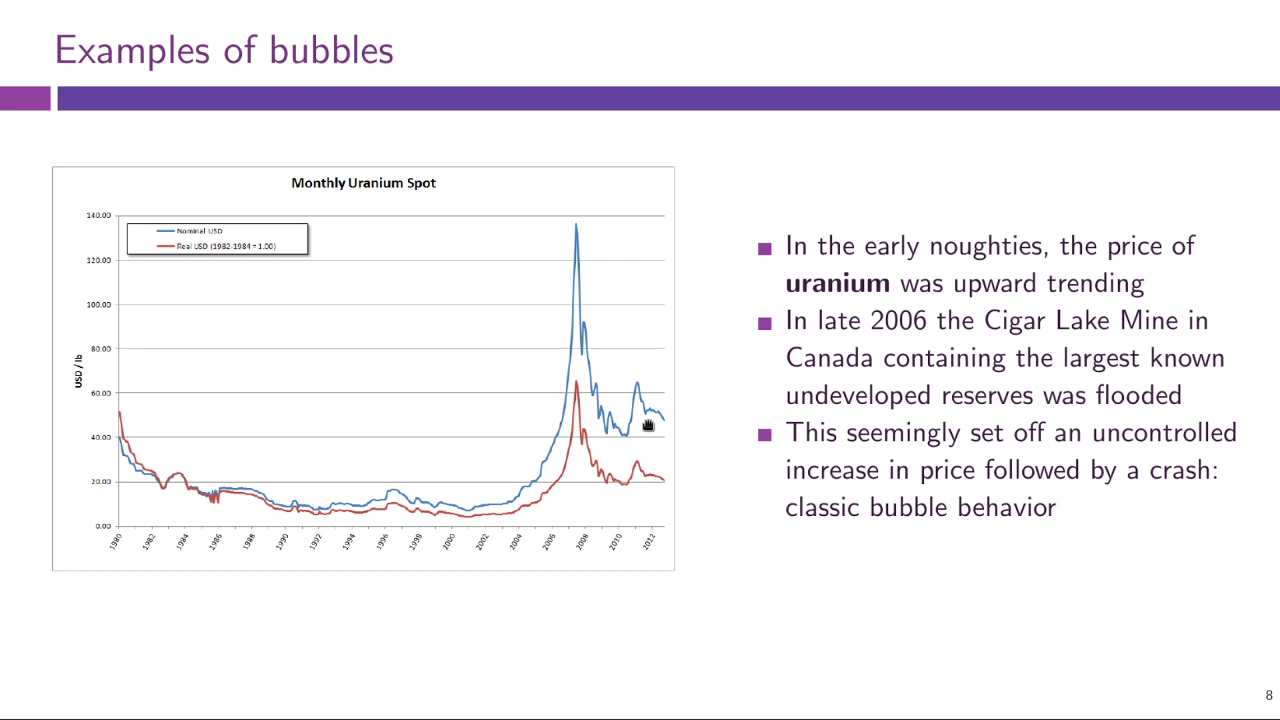 Examples of bubbles
Monthly Uranium Spot
140.00
120.00
100.00
80.00
60.00
40.00
20.00
0.00
USD / lb
Nominal USD
Real USD (1982-1984 = 1.00)
1980
1982
1984
1986
1988
1990
1992
1994
1996
1998
2000
2002
2004
2006
2008
2010
2012
In the early noughties, the price of
uranium was upward trending
In late 2006 the Cigar Lake Mine in
Canada containing the largest known
undeveloped reserves was flooded
This seemingly set off an uncontrolled
increase in price followed by a crash:
classic bubble behavior
8